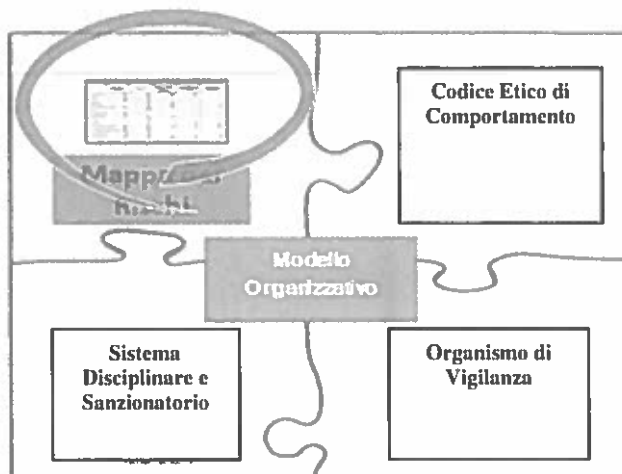 Codice Etico di
Comportamento
Modello
Organizzativo
Sistema
Disciplinare e
Sanzionatorio
Organismo di
Vigilanza